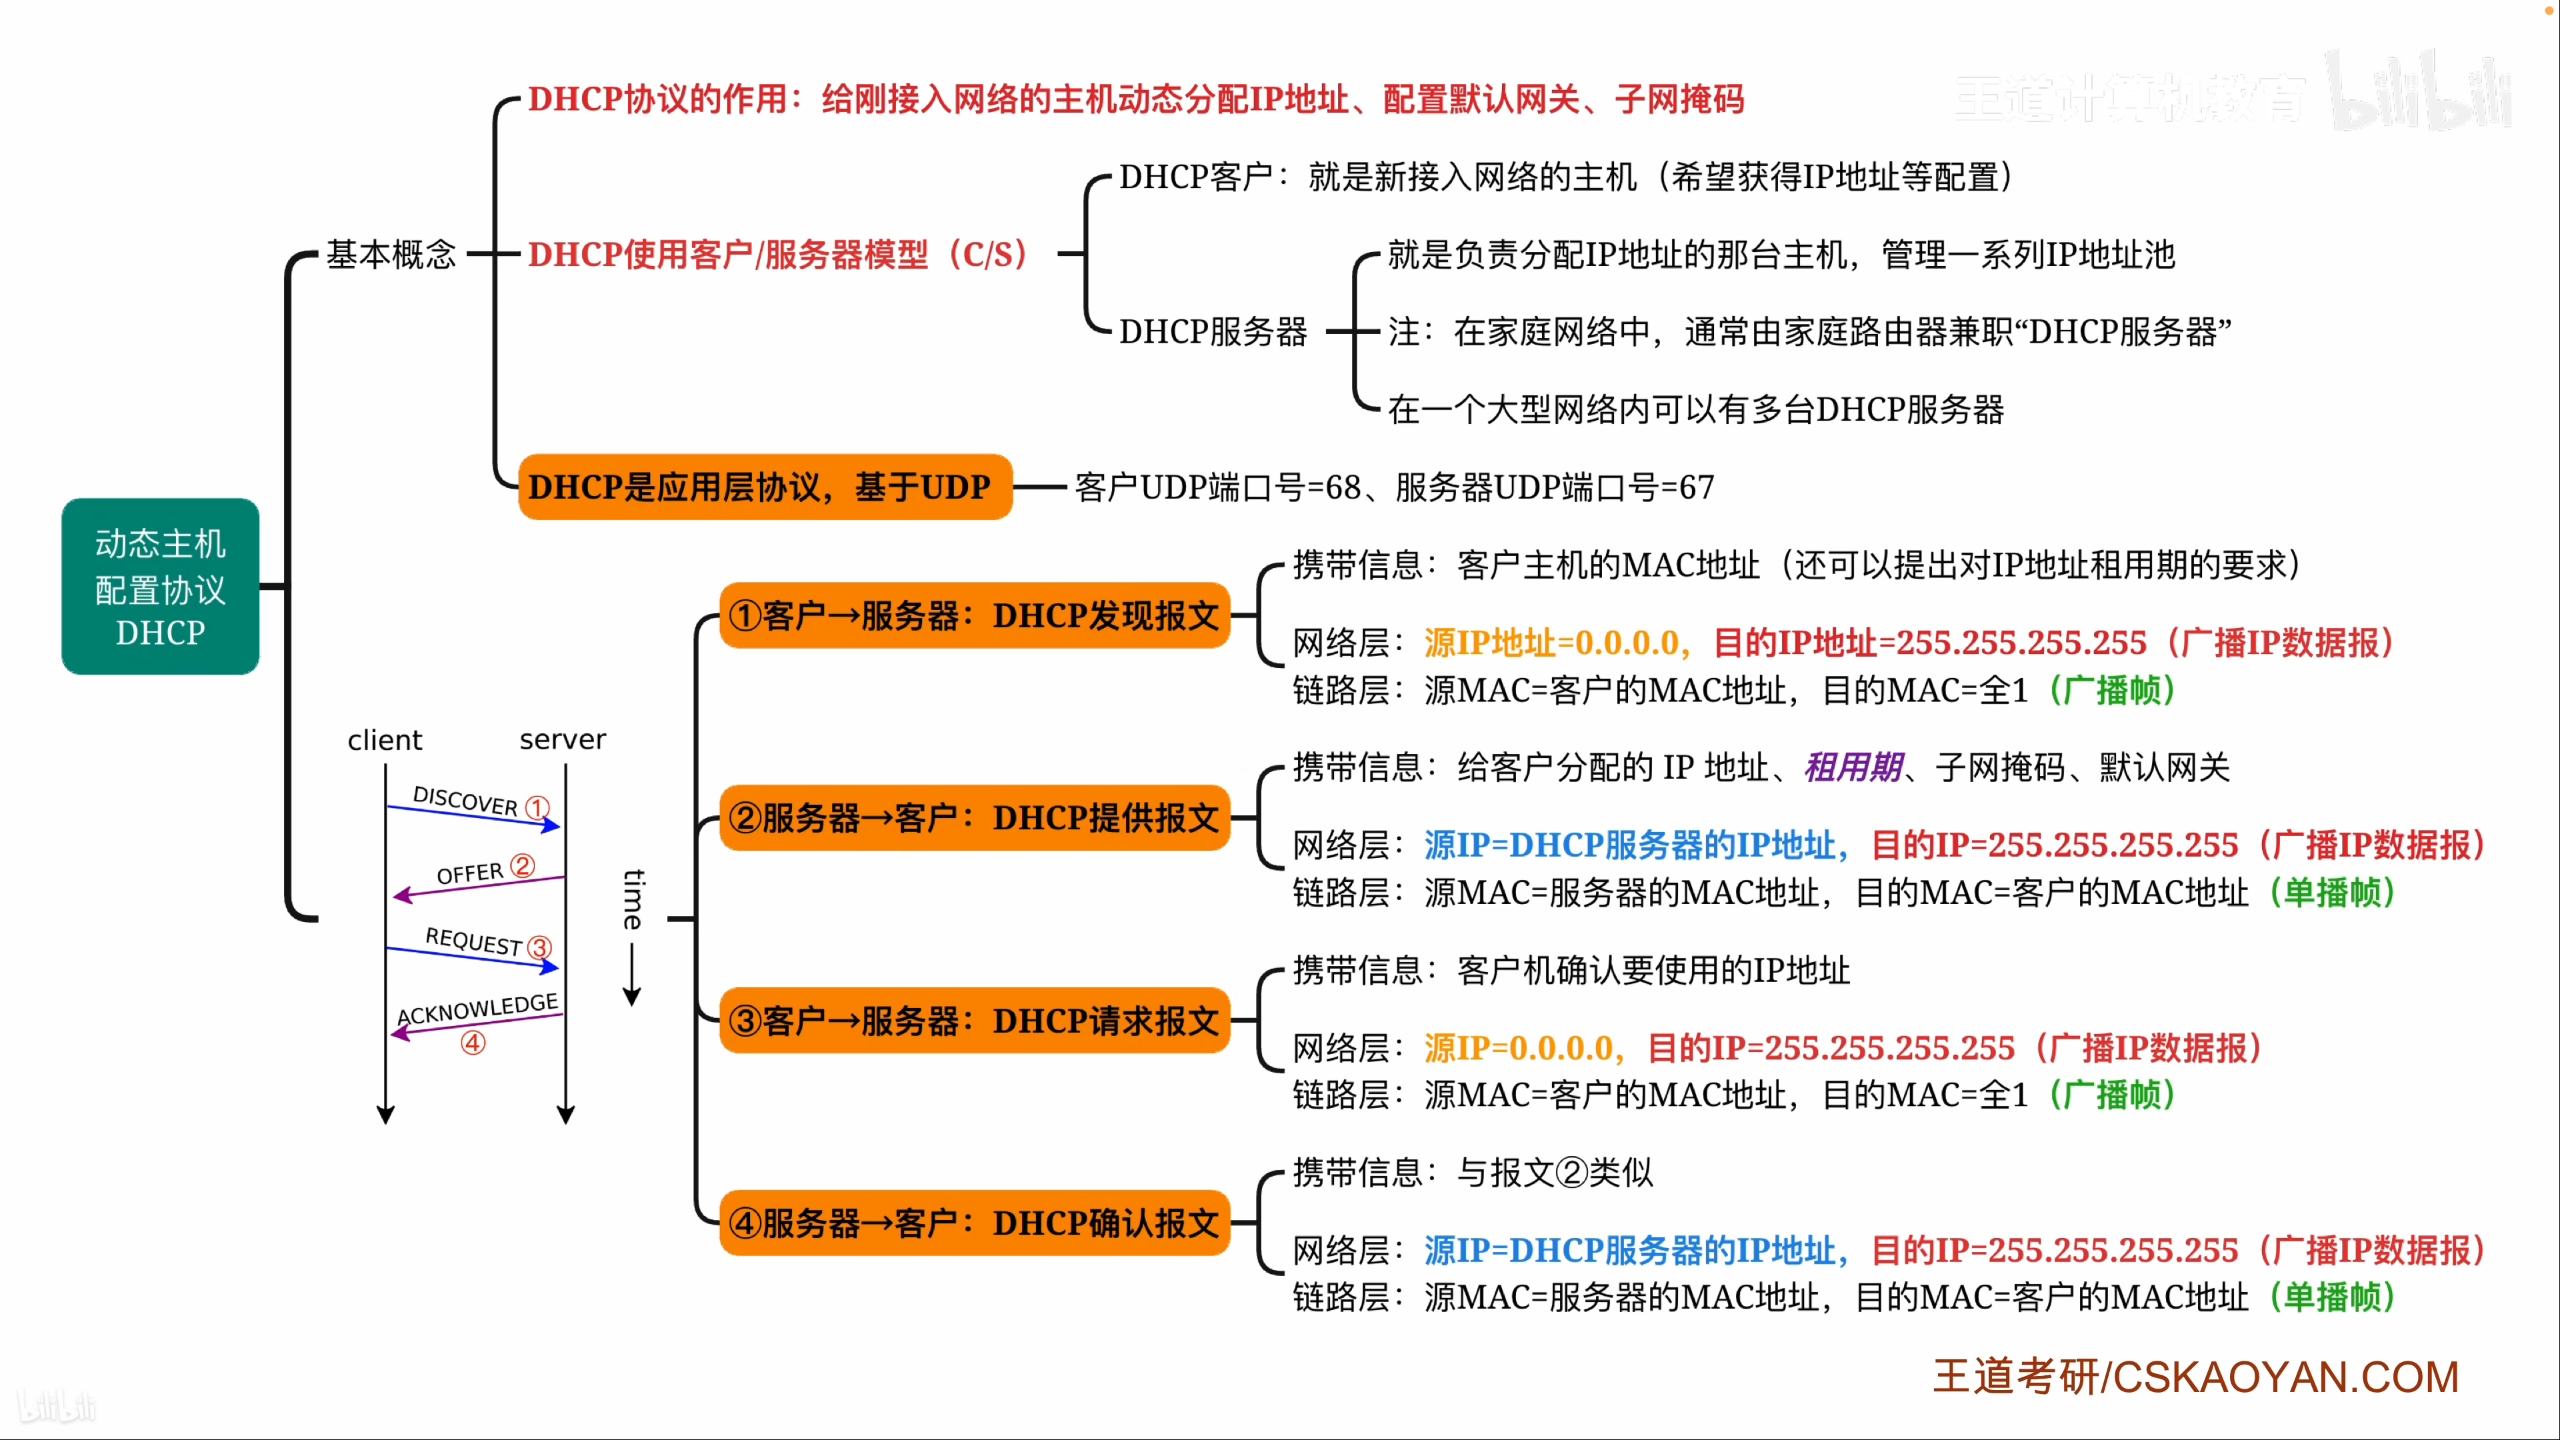 王道计算机教育 bilibili
DHCP协议的作用：给刚接入网络的主机动态分配IP地址、配置默认网关、子网掩码
基本概念
DHCP使用客户/服务器模型（C/S）
DHCP客户：就是新接入网络的主机（希望获得IP地址等配置）
DHCP服务器
就是负责分配IP地址的那台主机，管理一系列IP地址池
注：在家庭网络中，通常由家庭路由器兼职“DHCP服务器”
在一个大型网络内可以有多台DHCP服务器
DHCP是应用层协议，基于UDP
客户UDP端口号=68、服务器UDP端口号=67
动态主机
配置协议
DHCP
client
server
DISCOVER ①
OFFER ②
REQUEST ③
ACKNOWLEDGE
④
time
①客户→服务器：DHCP发现报文
携带信息：客户主机的MAC地址（还可以提出对IP地址租用期的要求）
网络层：源IP地址=0.0.0.0，目的IP地址=255.255.255.255（广播IP数据报）
链路层：源MAC=客户的MAC地址，目的MAC=全1（广播帧）
②服务器→客户：DHCP提供报文
携带信息：给客户分配的 IP 地址、租用期、子网掩码、默认网关
网络层：源IP=DHCP服务器的IP地址，目的IP=255.255.255.255（广播IP数据报）
链路层：源MAC=服务器的MAC地址，目的MAC=客户的MAC地址（单播帧）
③客户→服务器：DHCP请求报文
携带信息：客户机确认要使用的IP地址
网络层：源IP=0.0.0.0，目的IP=255.255.255.255（广播IP数据报）
链路层：源MAC=客户的MAC地址，目的MAC=全1（广播帧）
④服务器→客户：DHCP确认报文
携带信息：与报文②类似
网络层：源IP=DHCP服务器的IP地址，目的IP=255.255.255.255（广播IP数据报）
链路层：源MAC=服务器的MAC地址，目的MAC=客户的MAC地址（单播帧）
王道考研/CSKAOYAN.COM
bilibili